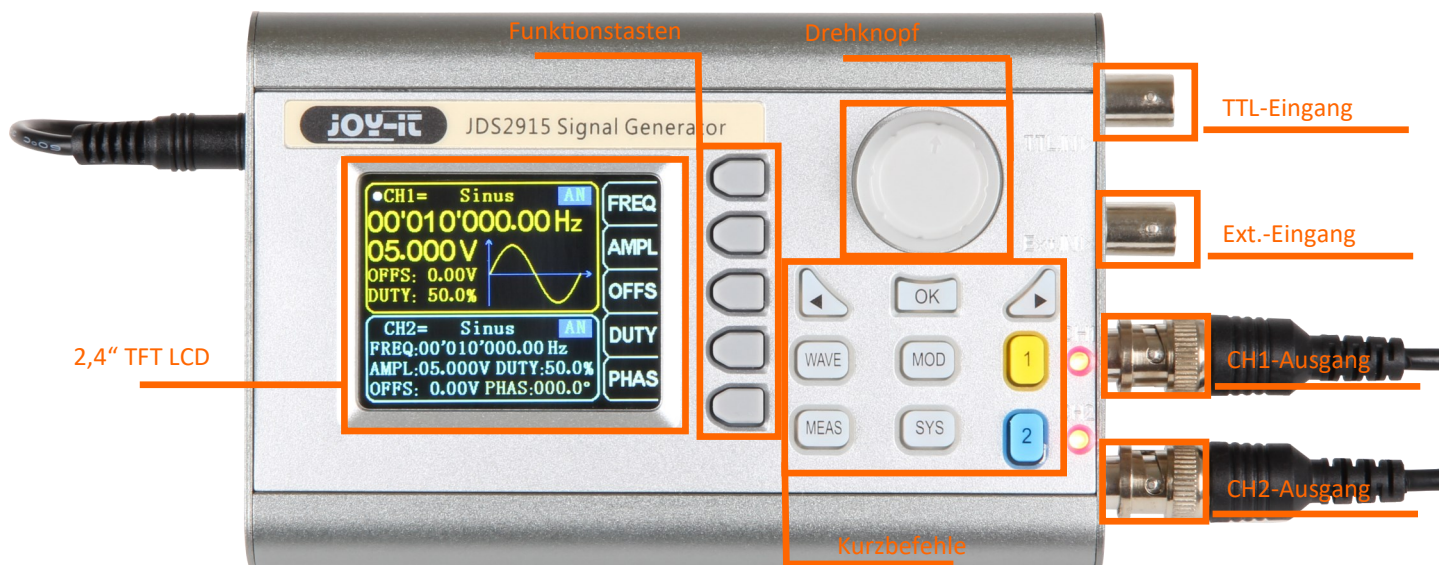 Funktionstasten
Drehknopf
JOY-iT
JDS2915 Signal Generator
TTL-Eingang
CH1= Sinus AN
00'010'000.00 Hz
05.000 V
OFFS: 0.00V
DUTY: 50.0%
CH2= Sinus AN
FREQ:00'010'000.00 Hz
AMPL:05.000V DUTY:50.0%
OFFS: 0.00V PHAS:000.0°
FREQ
AMPL
OFFS
DUTY
PHAS
Ext.-Eingang
◄
OK
►
WAVE
MOD
1
MEAS
SYS
2
2,4“ TFT LCD
CH1-Ausgang
CH2-Ausgang
Kurzbefehle